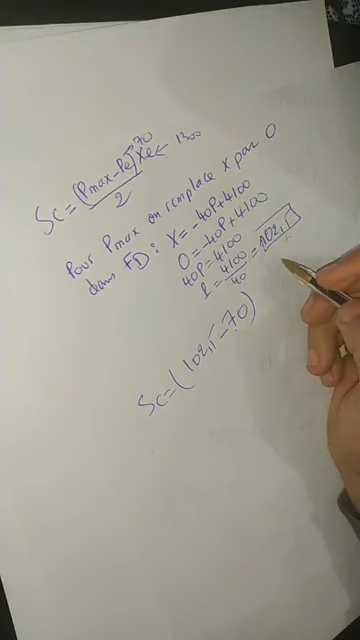 Sc = (Pmax - Pe) Xe
70
1300
2
Pour Pmax on remplace X par 0
dans FD : X = -40P + 4100
0 = -40P + 4100
40P = 4100
P = 4100 = 102,5
40
Sc = (102,5 - 70)